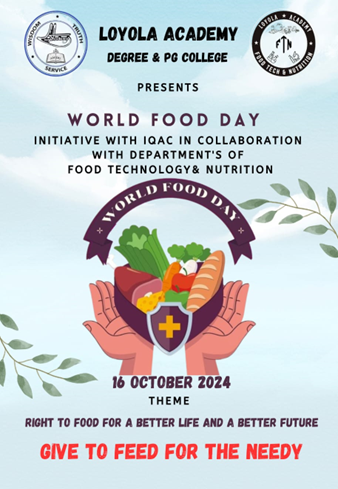 WISDOM TRUTH
SERVICE
LOYOLA ACADEMY
DEGREE & PG COLLEGE
LOYOLA ACADEMY
FTN
FOOD TECH & NUTRITION
PRESENTS
WORLD FOOD DAY
INITIATIVE WITH IQAC IN COLLABORATION
WITH DEPARTMENT'S OF
FOOD TECHNOLOGY& NUTRITION
WORLD FOOD DAY
16 OCTOBER 2024
THEME
RIGHT TO FOOD FOR A BETTER LIFE AND A BETTER FUTURE
GIVE TO FEED FOR THE NEEDY